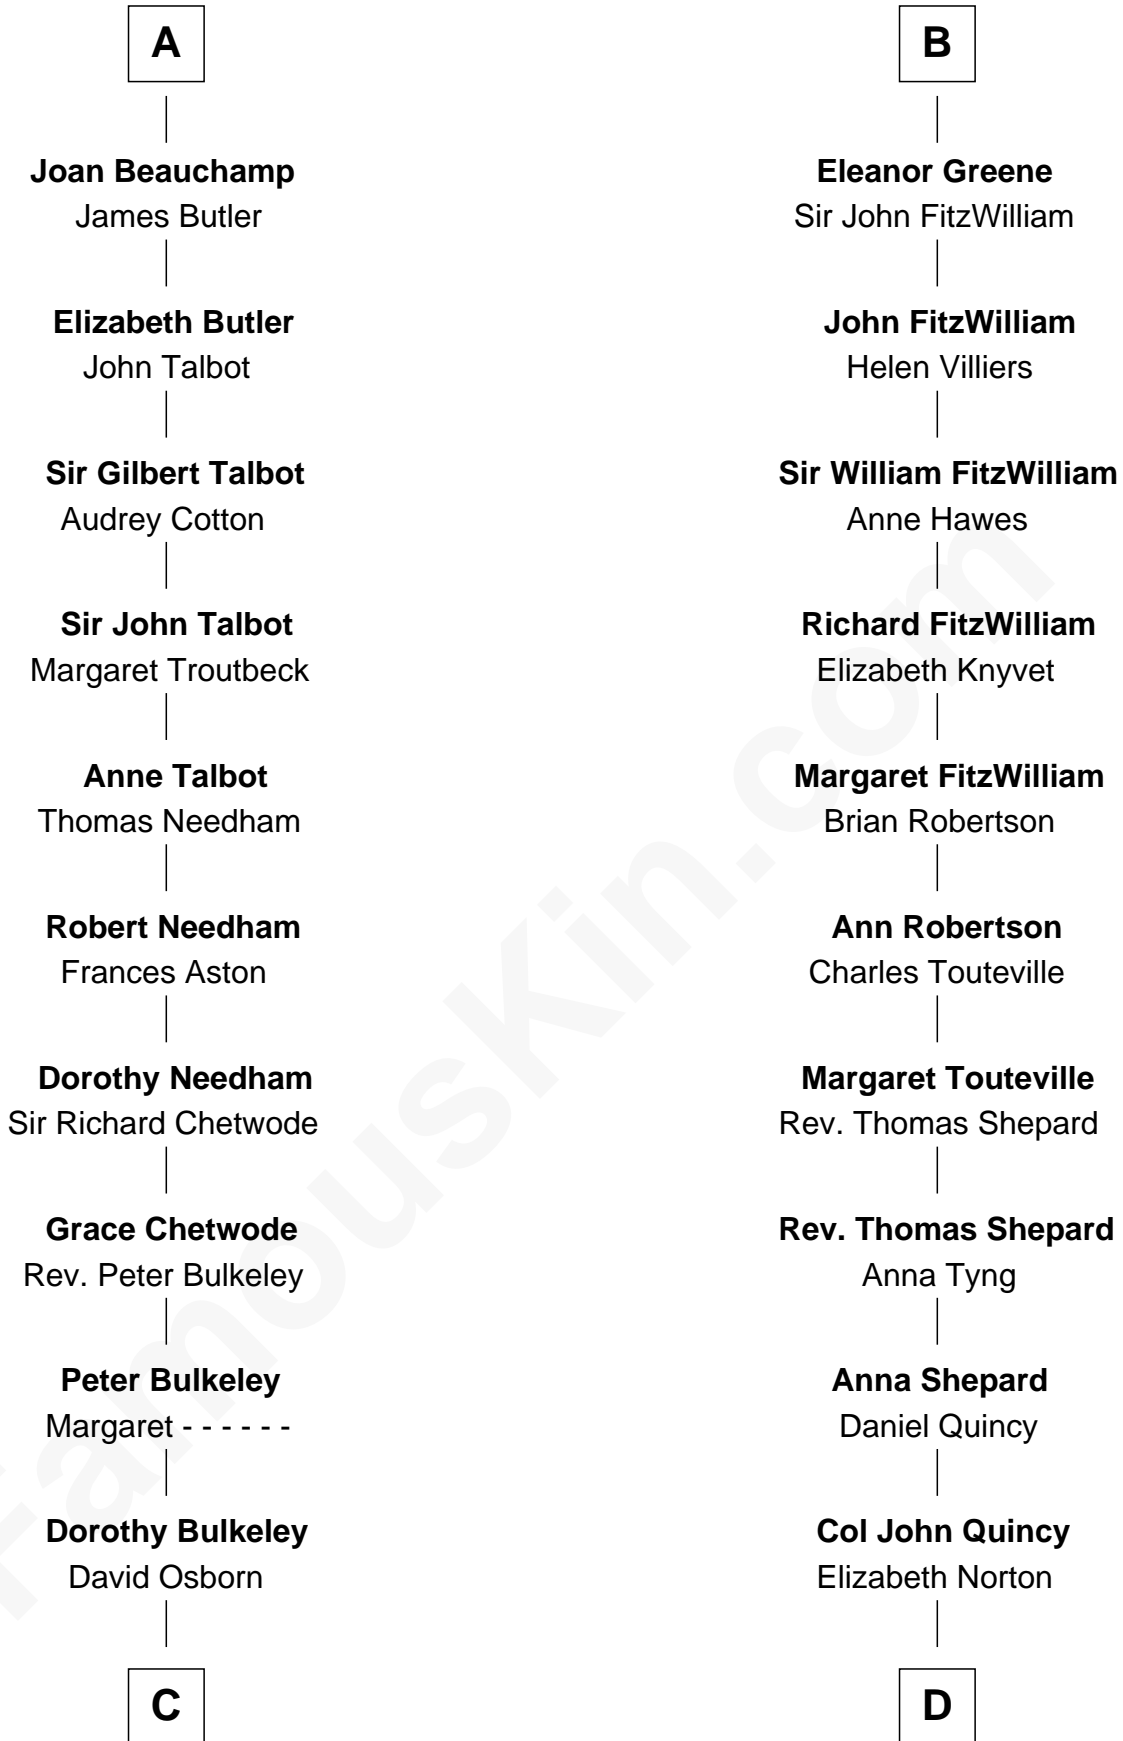 A
Joan Beauchamp
James Butler
Elizabeth Butler
John Talbot
Sir Gilbert Talbot
Audrey Cotton
Sir John Talbot
Margaret Troutbeck
Anne Talbot
Thomas Needham
Robert Needham
Frances Aston
Dorothy Needham
Sir Richard Chetwode
Grace Chetwode
Rev. Peter Bulkeley
Peter Bulkeley
Margaret - - - - - -
Dorothy Bulkeley
David Osborn
C
B
Eleanor Greene
Sir John FitzWilliam
John FitzWilliam
Helen Villiers
Sir William FitzWilliam
Anne Hawes
Richard FitzWilliam
Elizabeth Knyvet
Margaret FitzWilliam
Brian Robertson
Ann Robertson
Charles Touteville
Margaret Touteville
Rev. Thomas Shepard
Rev. Thomas Shepard
Anna Tyng
Anna Shepard
Daniel Quincy
Col John Quincy
Elizabeth Norton
D
FamousKin.com